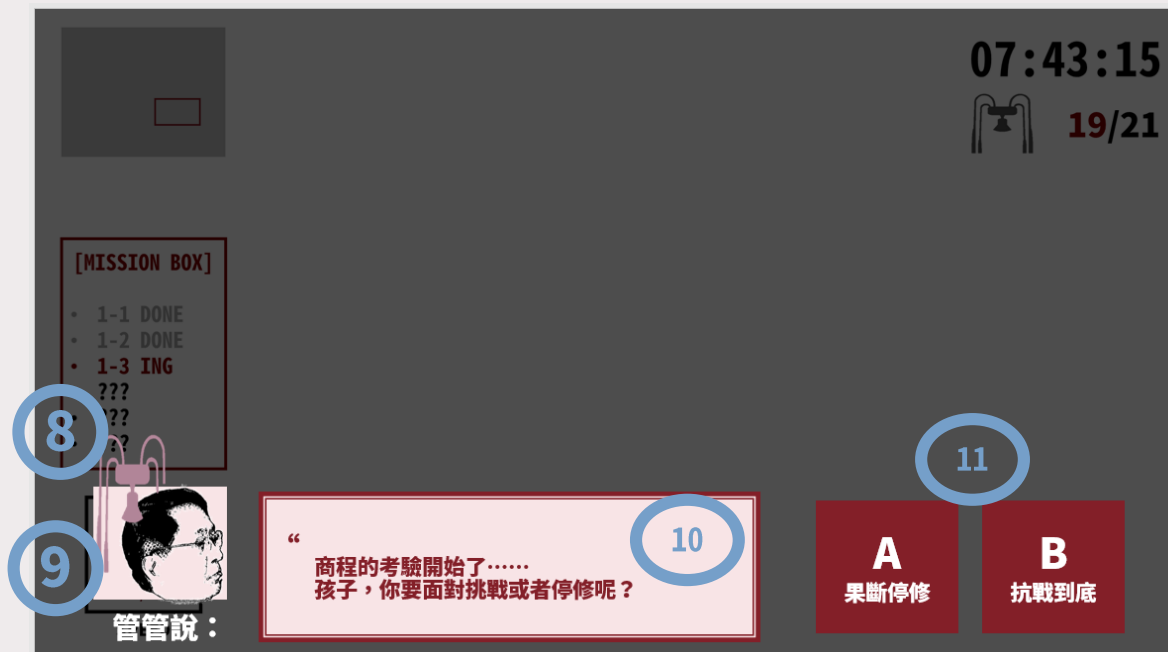 07:43:15
19/21
[MISSION BOX]
• 1-1 DONE
• 1-2 DONE
• 1-3 ING
???
???
???
8
9
管管說：
10
“
商程的考驗開始了⋯⋯
孩子，你要面對挑戰或者停修呢？
11
A
果斷停修
B
抗戰到底